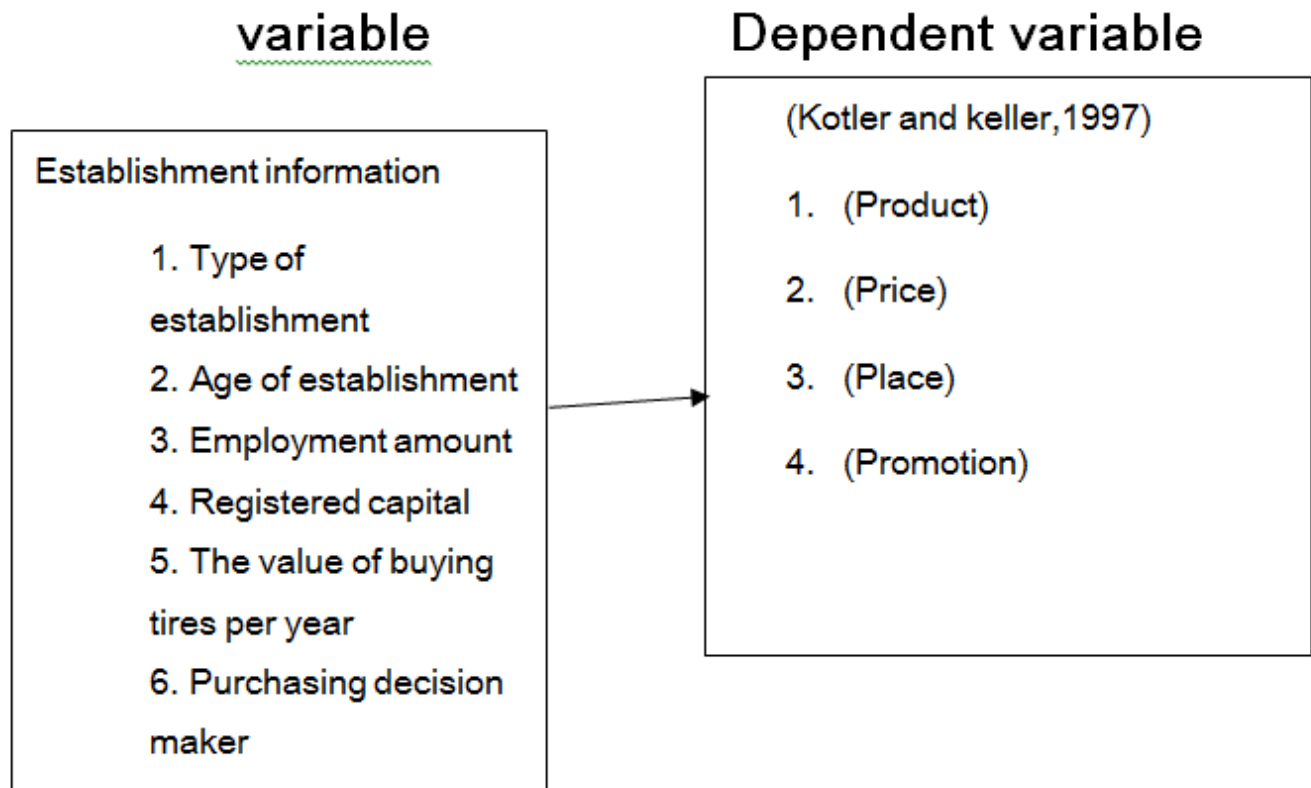 variable
Establishment information
1. Type of
establishment
2. Age of establishment
3. Employment amount
4. Registered capital
5. The value of buying
tires per year
6. Purchasing decision
maker
Dependent variable
(Kotler and keller,1997)
1. (Product)
2. (Price)
3. (Place)
4. (Promotion)